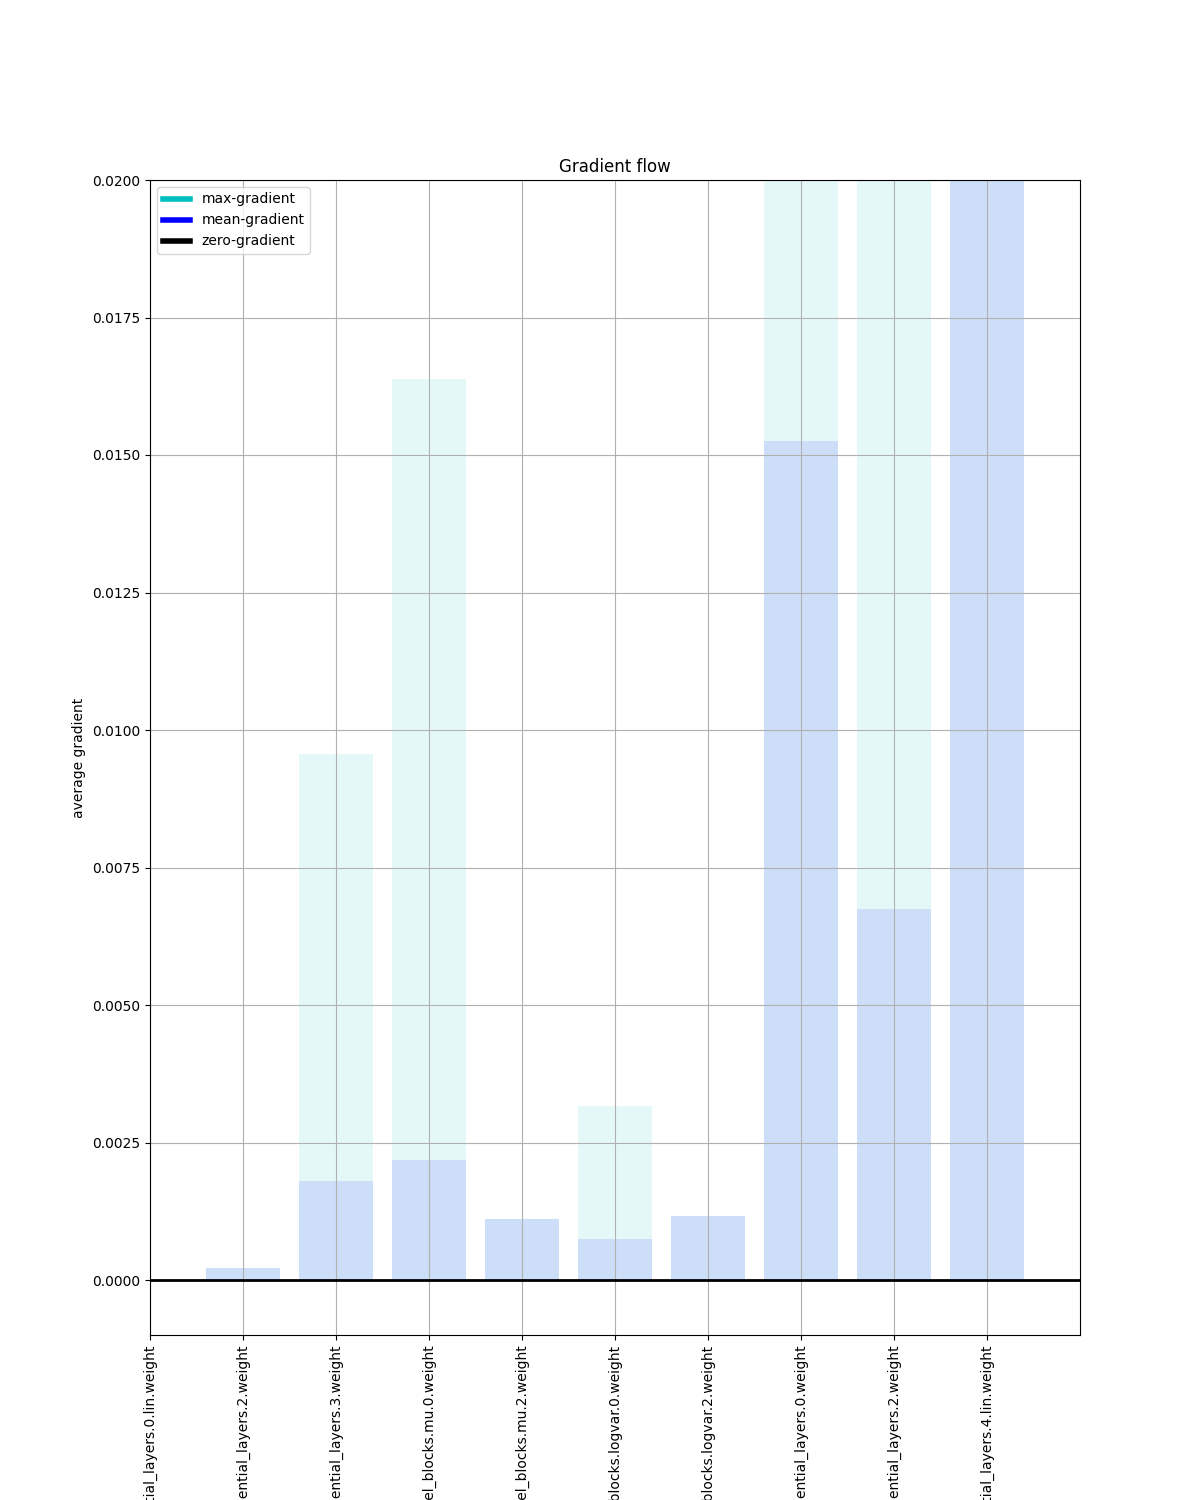 Gradient flow
max-gradient
mean-gradient
zero-gradient
0.0200
0.0175
0.0150
0.0125
0.0100
0.0075
0.0050
0.0025
0.0000
average gradient
tial_layers.0.lin.weight
ential_layers.2.weight
ential_layers.3.weight
el_blocks.mu.0.weight
el_blocks.mu.2.weight
blocks.logvar.0.weight
blocks.logvar.2.weight
ential_layers.0.weight
ential_layers.2.weight
tial_layers.4.lin.weight